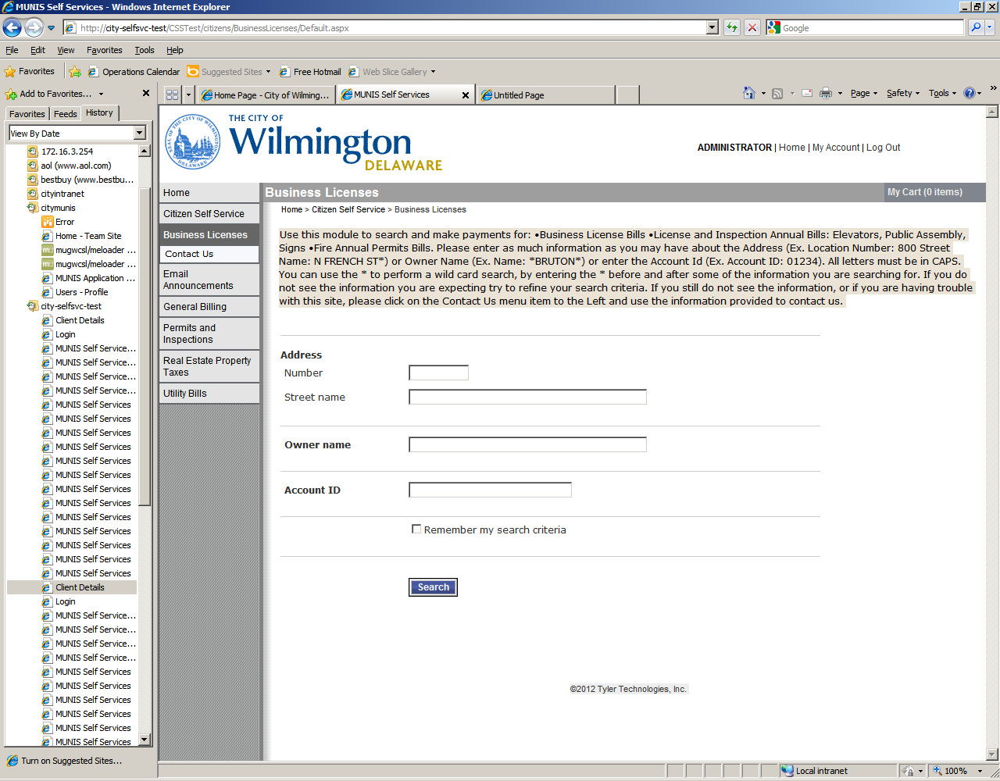 MUNIS Self Services - Windows Internet Explorer
http://city-selfsvc-test/CSSTest/citizens/BusinessLicenses/Default.aspx
Google
File Edit View Favorites Tools Help
Favorites Operations Calendar Suggested Sites Free Hotmail Web Slice Gallery
Add to Favorites...
Home Page - City of Wilming... MUNIS Self Services Untitled Page
Page Safety Tools
Favorites Feeds History
View By Date
172.16.3.254
aol (www.aol.com)
bestbuy (www.bestbu...
cityintranet
citymunis
Error
Home - Team Site
mugwcsl/meloader ...
mugwcsl/meloader ...
MUNIS Application ...
Users - Profile
city-selfsvc-test
Client Details
Login
MUNIS Self Service...
MUNIS Self Service...
MUNIS Self Service...
MUNIS Self Service...
MUNIS Self Services
MUNIS Self Services
MUNIS Self Services
MUNIS Self Services
MUNIS Self Services
MUNIS Self Services
MUNIS Self Services
MUNIS Self Services
MUNIS Self Services
MUNIS Self Services
MUNIS Self Services
MUNIS Self Services
MUNIS Self Services
Client Details
Login
MUNIS Self Service...
MUNIS Self Service...
MUNIS Self Service...
MUNIS Self Service...
MUNIS Self Services
MUNIS Self Services
MUNIS Self Services
MUNIS Self Services
MUNIS Self Services
MUNIS Self Services
Turn on Suggested Sites...
THE CITY OF
Wilmington
DELAWARE
ADMINISTRATOR | Home | My Account | Log Out
Home
Citizen Self Service
Business Licenses
Contact Us
Email
Announcements
General Billing
Permits and
Inspections
Real Estate Property
Taxes
Utility Bills
Business Licenses
My Cart (0 items)
Home > Citizen Self Service > Business Licenses
Use this module to search and make payments for: •Business License Bills •License and Inspection Annual Bills: Elevators, Public Assembly,
Signs •Fire Annual Permits Bills. Please enter as much information as you may have about the Address (Ex. Location Number: 800 Street
Name: N FRENCH ST*) or Owner Name (Ex. Name: *BRUTON*) or enter the Account Id (Ex. Account ID: 01234). All letters must be in CAPS.
You can use the * to perform a wild card search, by entering the * before and after some of the information you are searching for. If you do
not see the information you are expecting try to refine your search criteria. If you still do not see the information, or if you are having trouble
with this site, please click on the Contact Us menu item to the Left and use the information provided to contact us.
Address
Number
Street name
Owner name
Account ID
Remember my search criteria
Search
©2012 Tyler Technologies, Inc.
Local intranet
100%